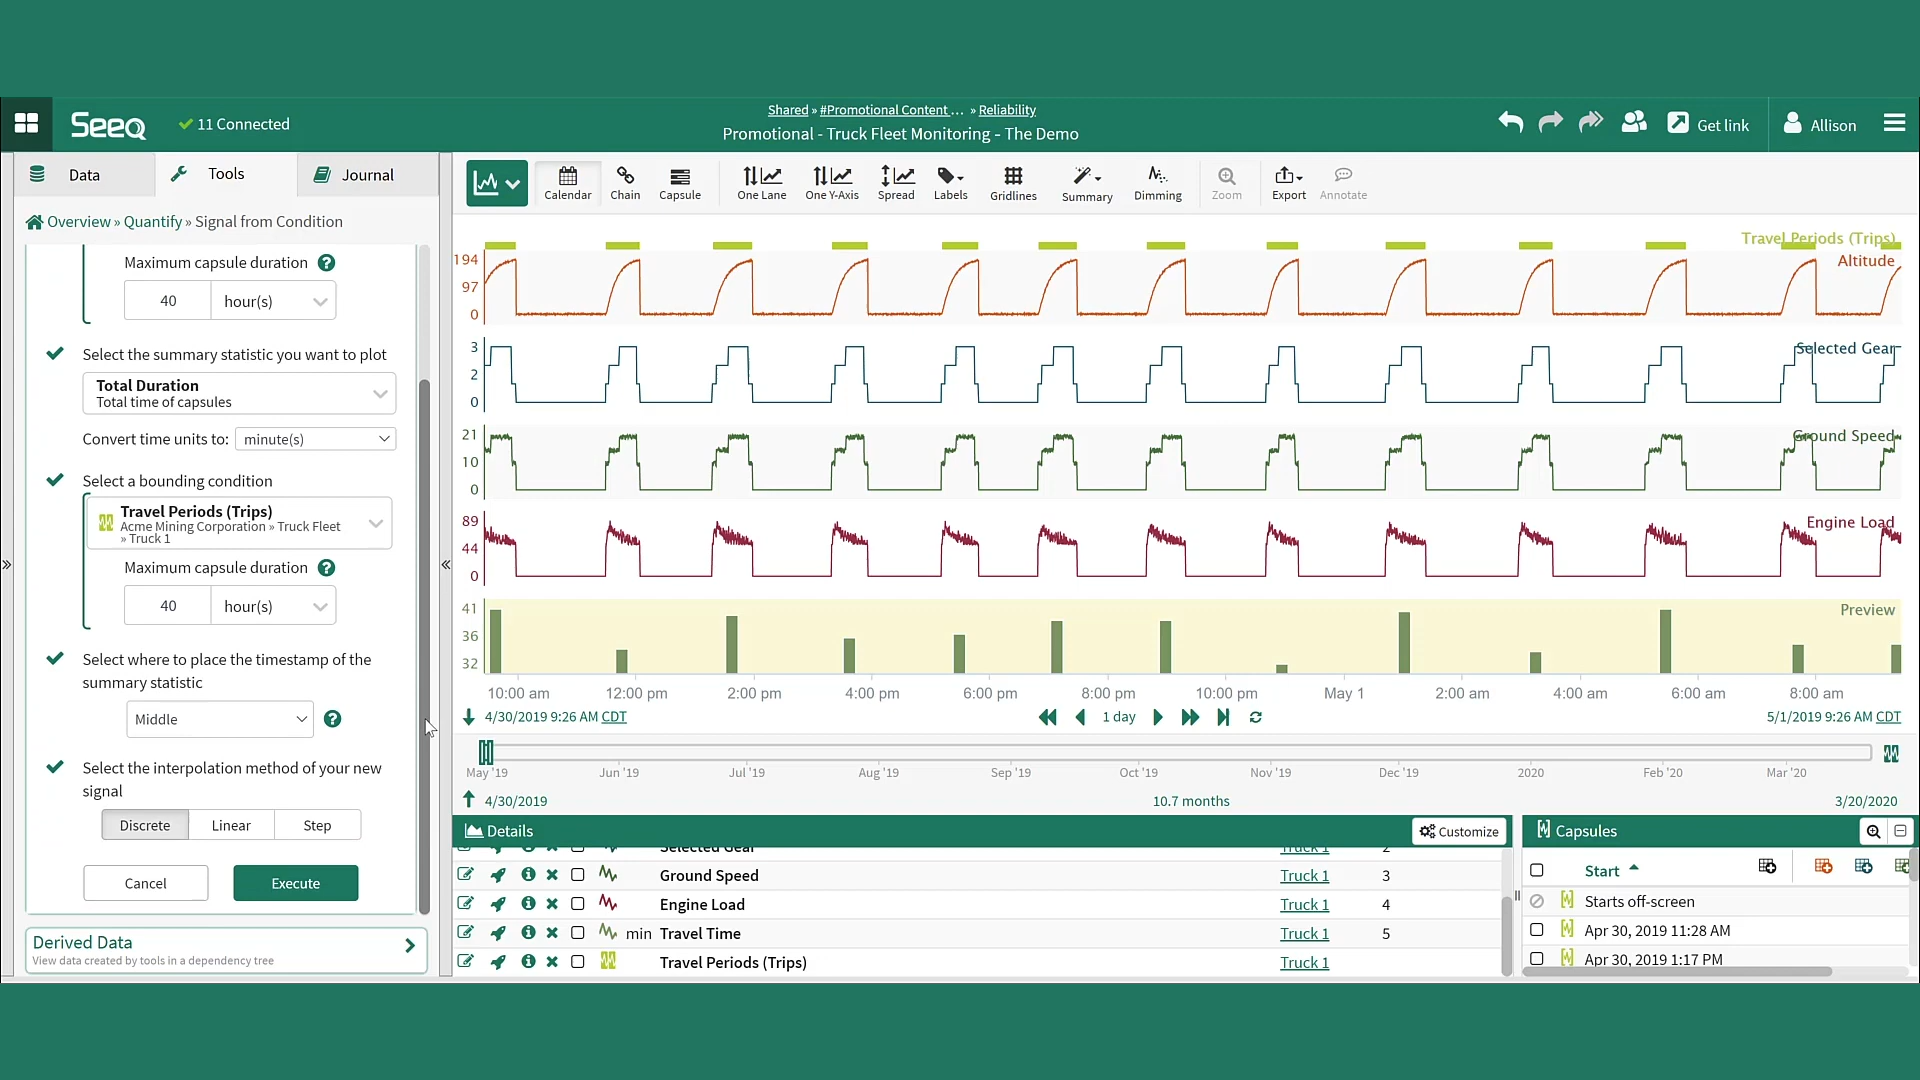 Seeq
11 Connected
Shared » #Promotional Content ... » Reliability
Promotional - Truck Fleet Monitoring - The Demo
Get link
Allison
Data
Tools
Journal
Calendar
Chain
Capsule
One Lane
One Y-Axis
Spread
Labels
Gridlines
Summary
Dimming
Zoom
Export
Annotate
Overview » Quantify » Signal from Condition
Maximum capsule duration ?
40 hour(s)
Select the summary statistic you want to plot
Total Duration
Total time of capsules
Convert time units to: minute(s)
Select a bounding condition
Travel Periods (Trips)
Acme Mining Corporation » Truck Fleet
» Truck 1
Maximum capsule duration ?
40 hour(s)
Select where to place the timestamp of the
summary statistic
Middle ?
Select the interpolation method of your new
signal
Discrete Linear Step
Cancel Execute
Derived Data
View data created by tools in a dependency tree
Travel Periods (Trips)
194
97
0
Altitude
3
2
0
Selected Gear
21
10
0
Ground Speed
89
44
0
Engine Load
41
36
32
Preview
10:00 am 12:00 pm 2:00 pm 4:00 pm 6:00 pm 8:00 pm 10:00 pm May 1 2:00 am 4:00 am 6:00 am 8:00 am
4/30/2019 9:26 AM CDT
1 day
5/1/2019 9:26 AM CDT
May '19 Jun '19 Jul '19 Aug '19 Sep '19 Oct '19 Nov '19 Dec '19 2020 Feb '20 Mar '20
4/30/2019
10.7 months
3/20/2020
Details
Customize
Selected Gear Truck 1 2
Ground Speed Truck 1 3
Engine Load Truck 1 4
min Travel Time Truck 1 5
Travel Periods (Trips) Truck 1
Capsules
Start
Starts off-screen
Apr 30, 2019 11:28 AM
Apr 30, 2019 1:17 PM